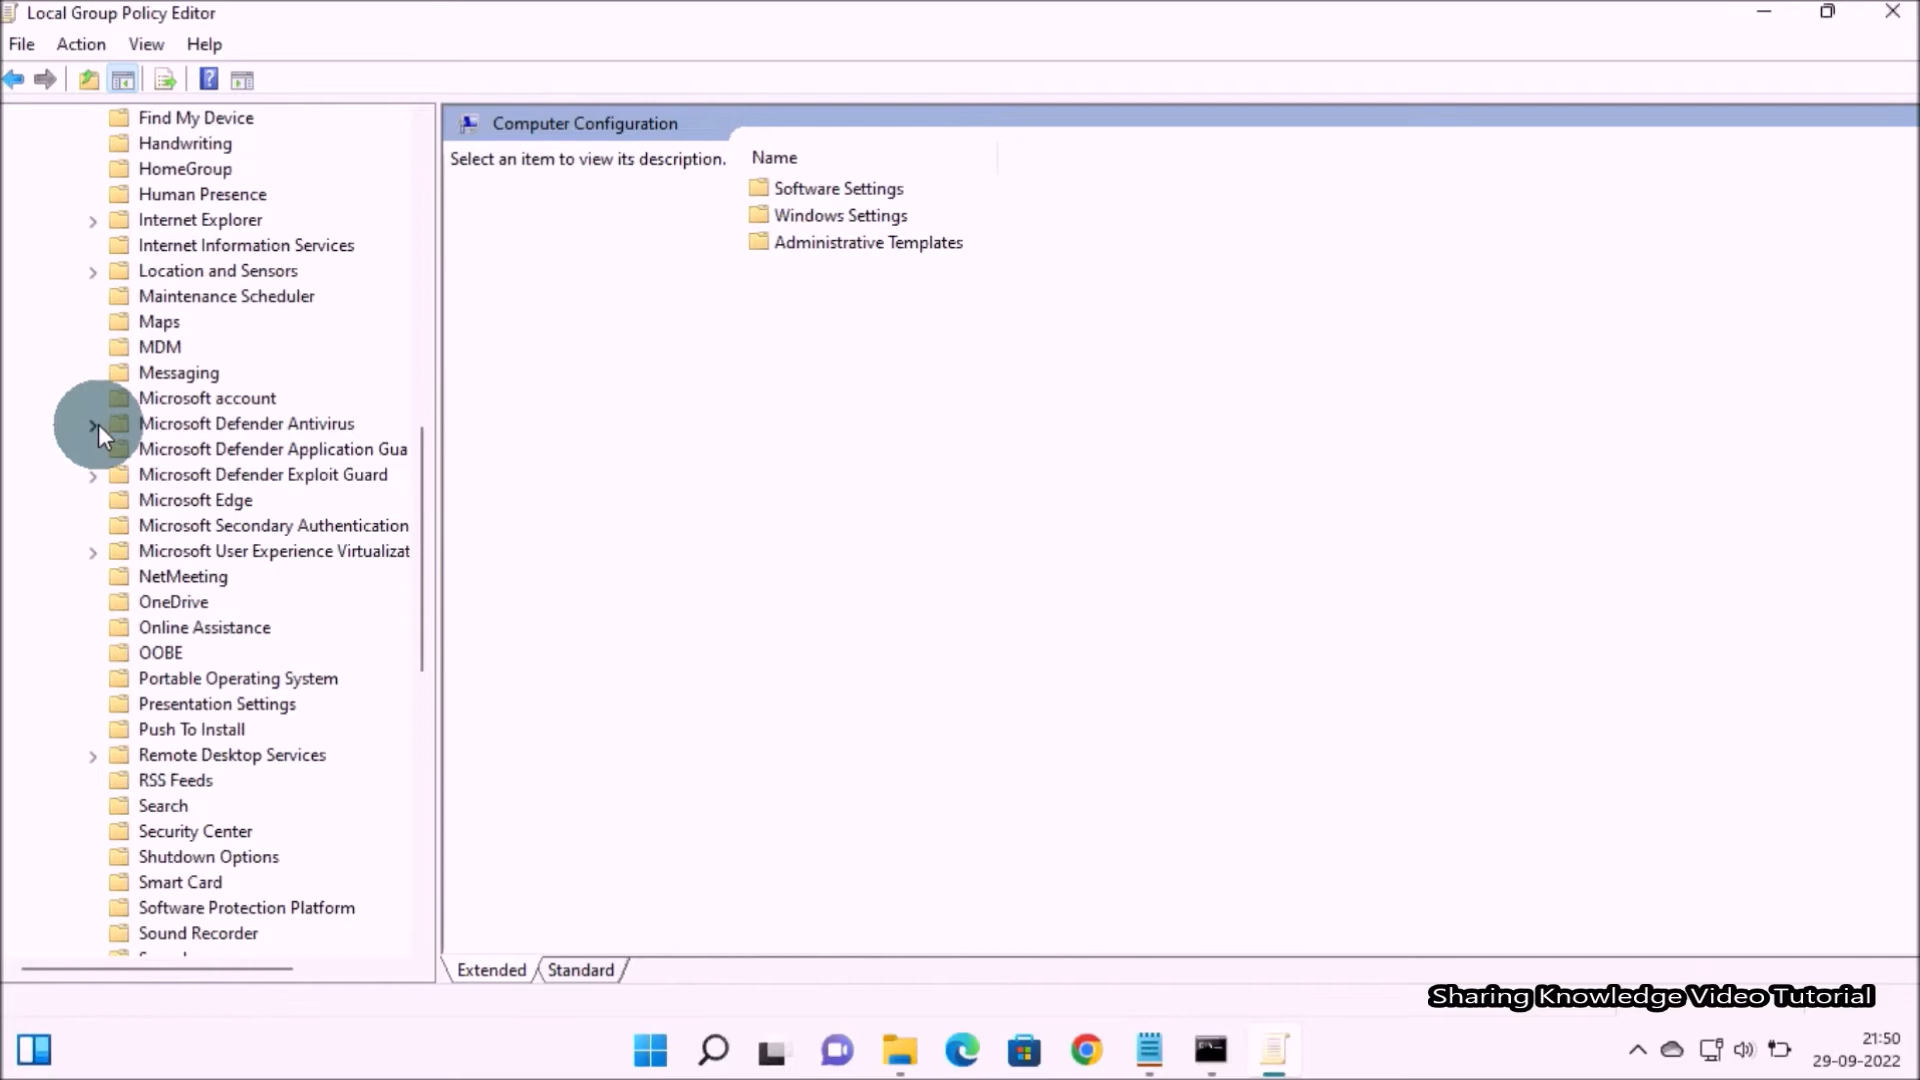 Local Group Policy Editor
File Action View Help
Find My Device
Handwriting
HomeGroup
Human Presence
Internet Explorer
Internet Information Services
Location and Sensors
Maintenance Scheduler
Maps
MDM
Messaging
Microsoft account
Microsoft Defender Antivirus
Microsoft Defender Application Gua
Microsoft Defender Exploit Guard
Microsoft Edge
Microsoft Secondary Authentication
Microsoft User Experience Virtualizat
NetMeeting
OneDrive
Online Assistance
OOBE
Portable Operating System
Presentation Settings
Push To Install
Remote Desktop Services
RSS Feeds
Search
Security Center
Shutdown Options
Smart Card
Software Protection Platform
Sound Recorder
Computer Configuration
Select an item to view its description.
Name
Software Settings
Windows Settings
Administrative Templates
Extended Standard
Sharing Knowledge Video Tutorial
21:50
29-09-2022